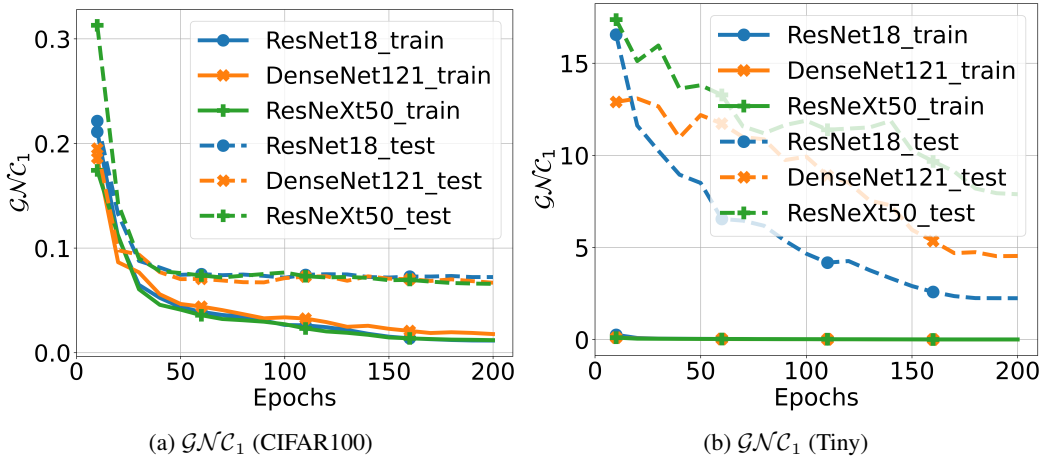 0.3
0.2
0.1
0.0
𝒢𝒩𝒞₁
ResNet18_train
DenseNet121_train
ResNeXt50_train
ResNet18_test
DenseNet121_test
ResNeXt50_test
0 50 100 150 200
Epochs
(a) 𝒢𝒩𝒞₁ (CIFAR100)
15
10
5
0
𝒢𝒩𝒞₁
ResNet18_train
DenseNet121_train
ResNeXt50_train
ResNet18_test
DenseNet121_test
ResNeXt50_test
0 50 100 150 200
Epochs
(b) 𝒢𝒩𝒞₁ (Tiny)